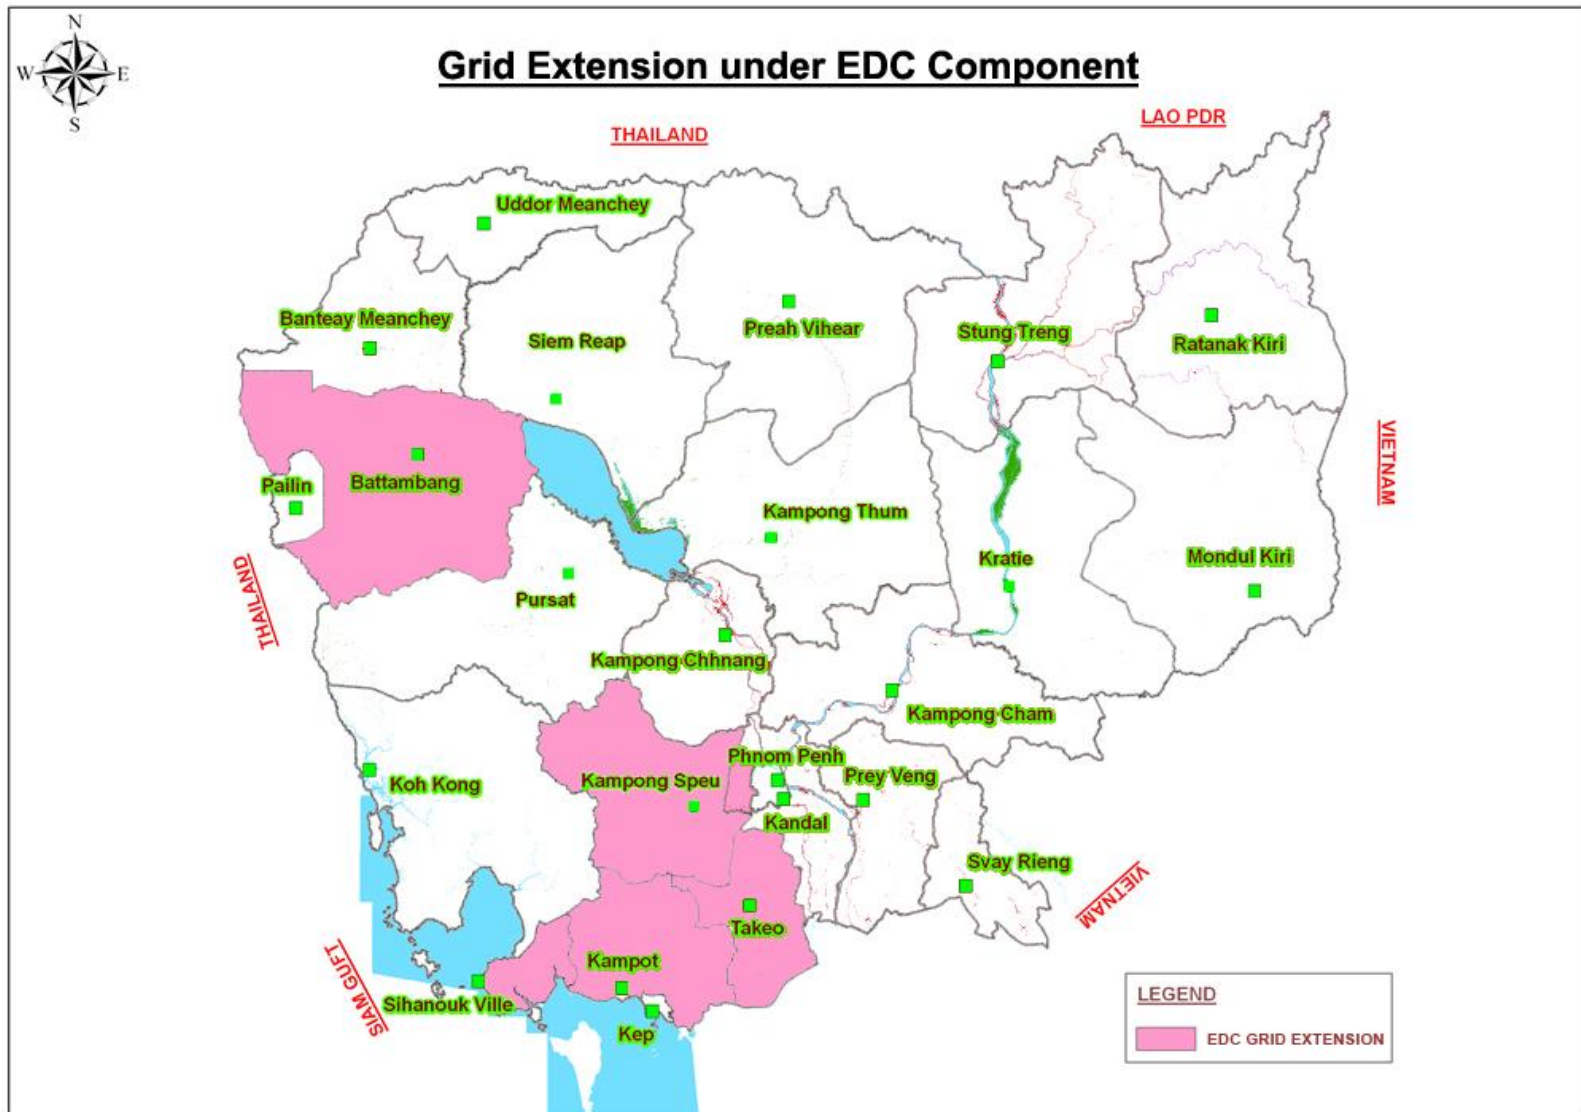 N
W E
S
Grid Extension under EDC Component
LAO PDR
THAILAND
Uddor Meanchey
Banteay Meanchey
Siem Reap
Preah Vihear
Stung Treng
Ratanak Kiri
VIETNAM
Pailin
Battambang
Kampong Thum
Kratie
Mondul Kiri
THAILAND
Pursat
Kampong Chhnang
Kampong Cham
Koh Kong
Kampong Speu
Phnom Penh
Prey Veng
Kandal
Svay Rieng
VIETNAM
Takeo
Kampot
SIAM GUFT
Sihanouk Ville
Kep
LEGEND
EDC GRID EXTENSION